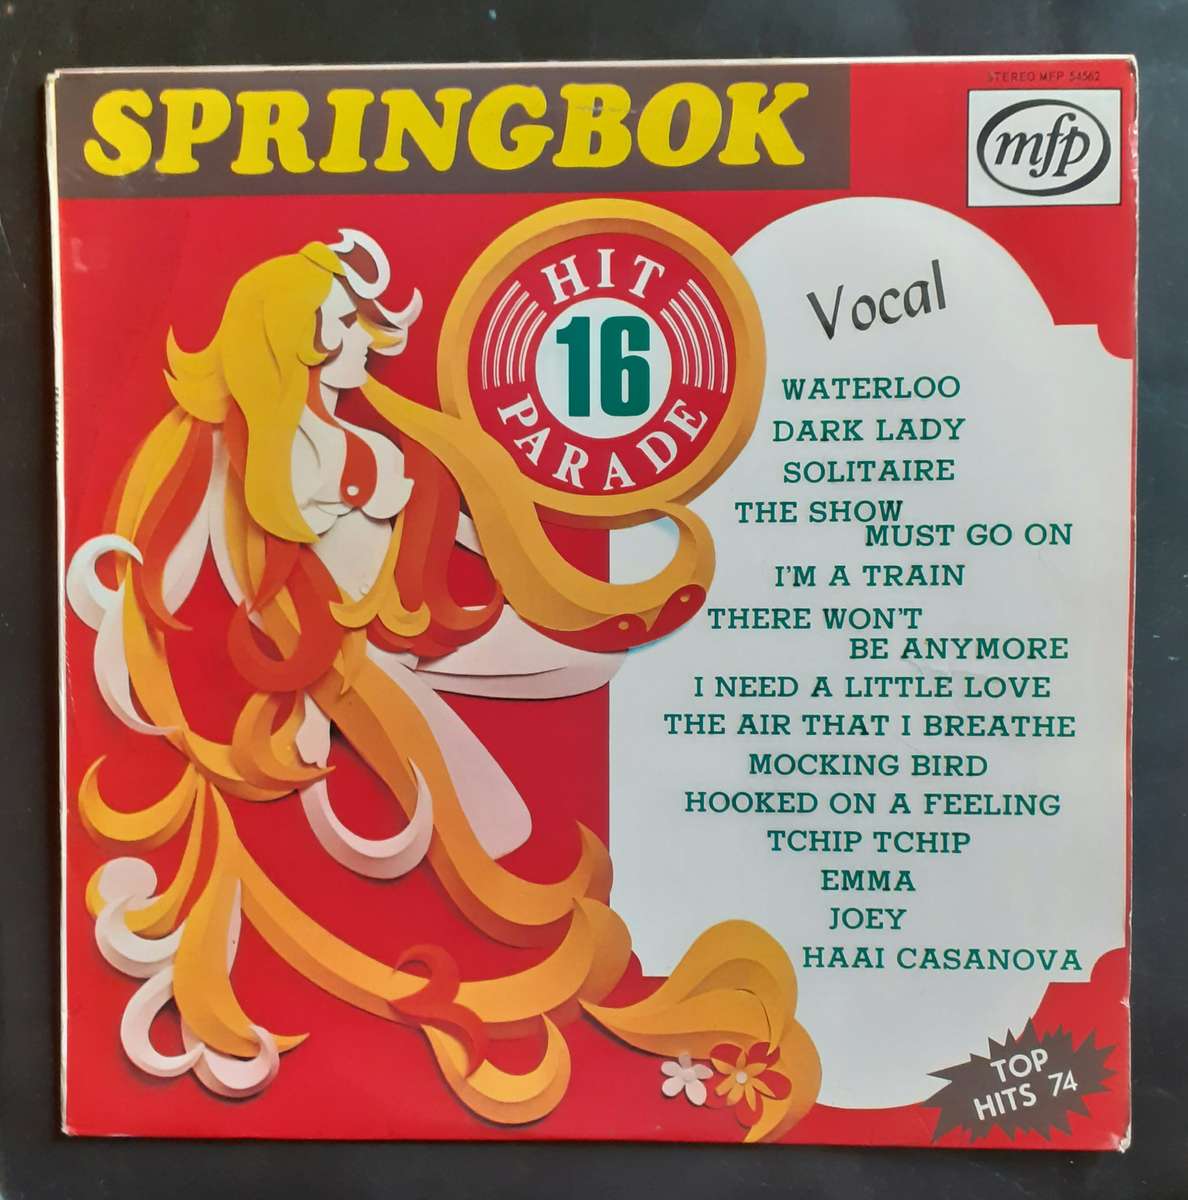 SPRINGBOK
STEREO MFP 54562
mfp
HIT
16
PARADE
Vocal
WATERLOO
DARK LADY
SOLITAIRE
THE SHOW
MUST GO ON
I'M A TRAIN
THERE WON'T
BE ANYMORE
I NEED A LITTLE LOVE
THE AIR THAT I BREATHE
MOCKING BIRD
HOOKED ON A FEELING
TCHIP TCHIP
EMMA
JOEY
HAAI CASANOVA
TOP
HITS 74